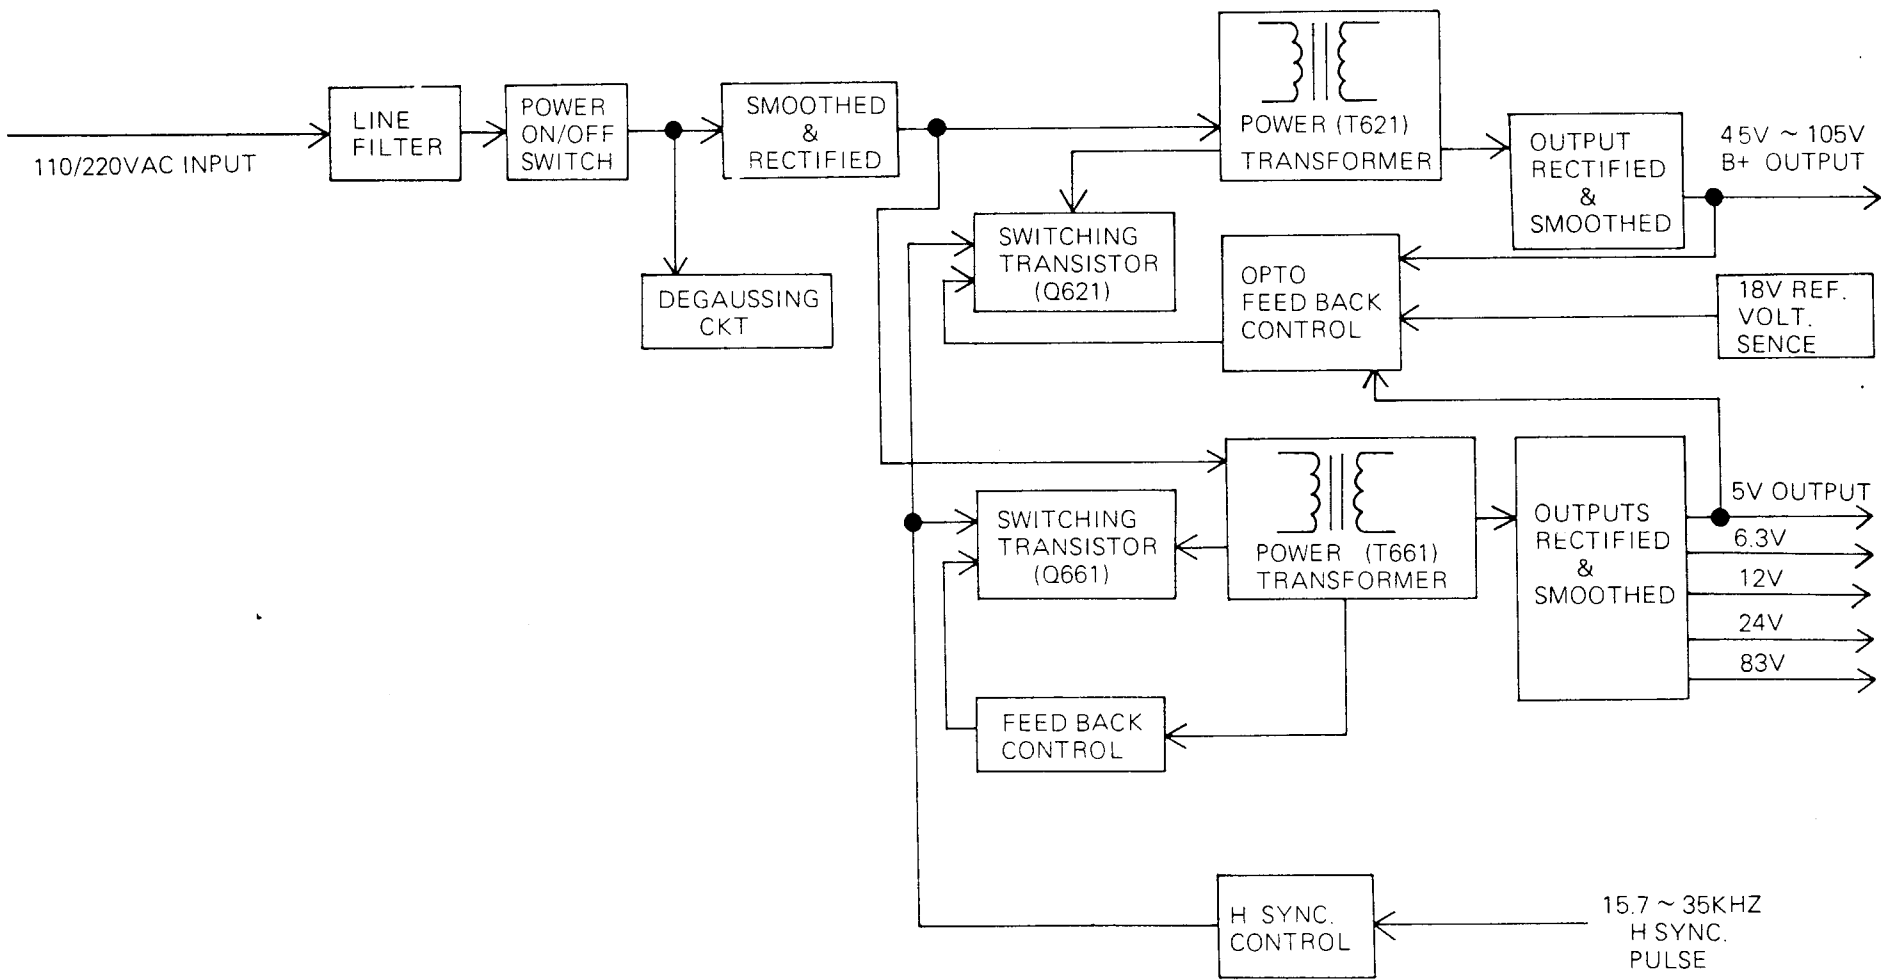 110/220VAC INPUT
LINE
FILTER
POWER
ON/OFF
SWITCH
SMOOTHED
&
RECTIFIED
DEGAUSSING
CKT
POWER (T621)
TRANSFORMER
OUTPUT
RECTIFIED
&
SMOOTHED
45V ~ 105V
B+ OUTPUT
SWITCHING
TRANSISTOR
(Q621)
OPTO
FEED BACK
CONTROL
18V REF.
VOLT.
SENCE
SWITCHING
TRANSISTOR
(Q661)
POWER (T661)
TRANSFORMER
OUTPUTS
RECTIFIED
&
SMOOTHED
5V OUTPUT
6.3V
12V
24V
83V
FEED BACK
CONTROL
H SYNC.
CONTROL
15.7 ~ 35KHZ
H SYNC.
PULSE